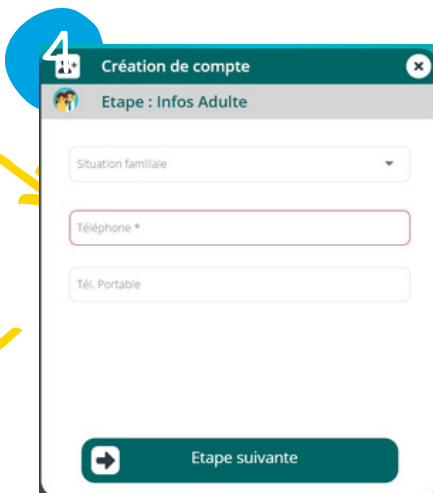 4
Création de compte
Etape : Infos Adulte
Situation familiale
Téléphone *
Tél. Portable
Etape suivante